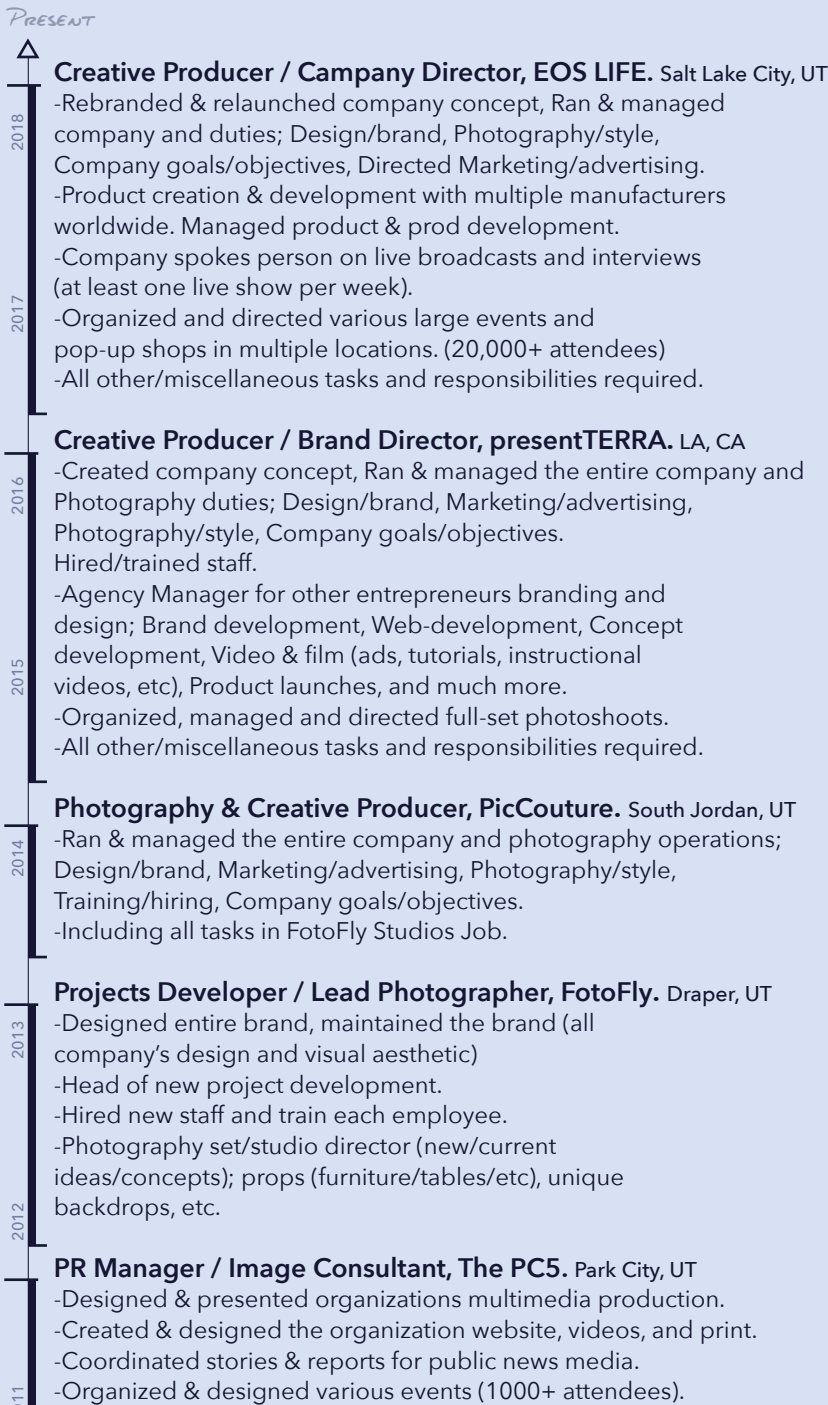 PRESENT
Creative Producer / Campany Director, EOS LIFE. Salt Lake City, UT
-Rebranded & relaunched company concept, Ran & managed
company and duties; Design/brand, Photography/style,
Company goals/objectives, Directed Marketing/advertising.
-Product creation & development with multiple manufacturers
worldwide. Managed product & prod development.
-Company spokes person on live broadcasts and interviews
(at least one live show per week).
-Organized and directed various large events and
pop-up shops in multiple locations. (20,000+ attendees)
-All other/miscellaneous tasks and responsibilities required.
2018
2017
Creative Producer / Brand Director, presentTERRA. LA, CA
-Created company concept, Ran & managed the entire company and
Photography duties; Design/brand, Marketing/advertising,
Photography/style, Company goals/objectives.
Hired/trained staff.
-Agency Manager for other entrepreneurs branding and
design; Brand development, Web-development, Concept
development, Video & film (ads, tutorials, instructional
videos, etc), Product launches, and much more.
-Organized, managed and directed full-set photoshoots.
-All other/miscellaneous tasks and responsibilities required.
2016
2015
Photography & Creative Producer, PicCouture. South Jordan, UT
-Ran & managed the entire company and photography operations;
Design/brand, Marketing/advertising, Photography/style,
Training/hiring, Company goals/objectives.
-Including all tasks in FotoFly Studios Job.
2014
Projects Developer / Lead Photographer, FotoFly. Draper, UT
-Designed entire brand, maintained the brand (all
company's design and visual aesthetic)
-Head of new project development.
-Hired new staff and train each employee.
-Photography set/studio director (new/current
ideas/concepts); props (furniture/tables/etc), unique
backdrops, etc.
2013
2012
PR Manager / Image Consultant, The PC5. Park City, UT
-Designed & presented organizations multimedia production.
-Created & designed the organization website, videos, and print.
-Coordinated stories & reports for public news media.
-Organized & designed various events (1000+ attendees).